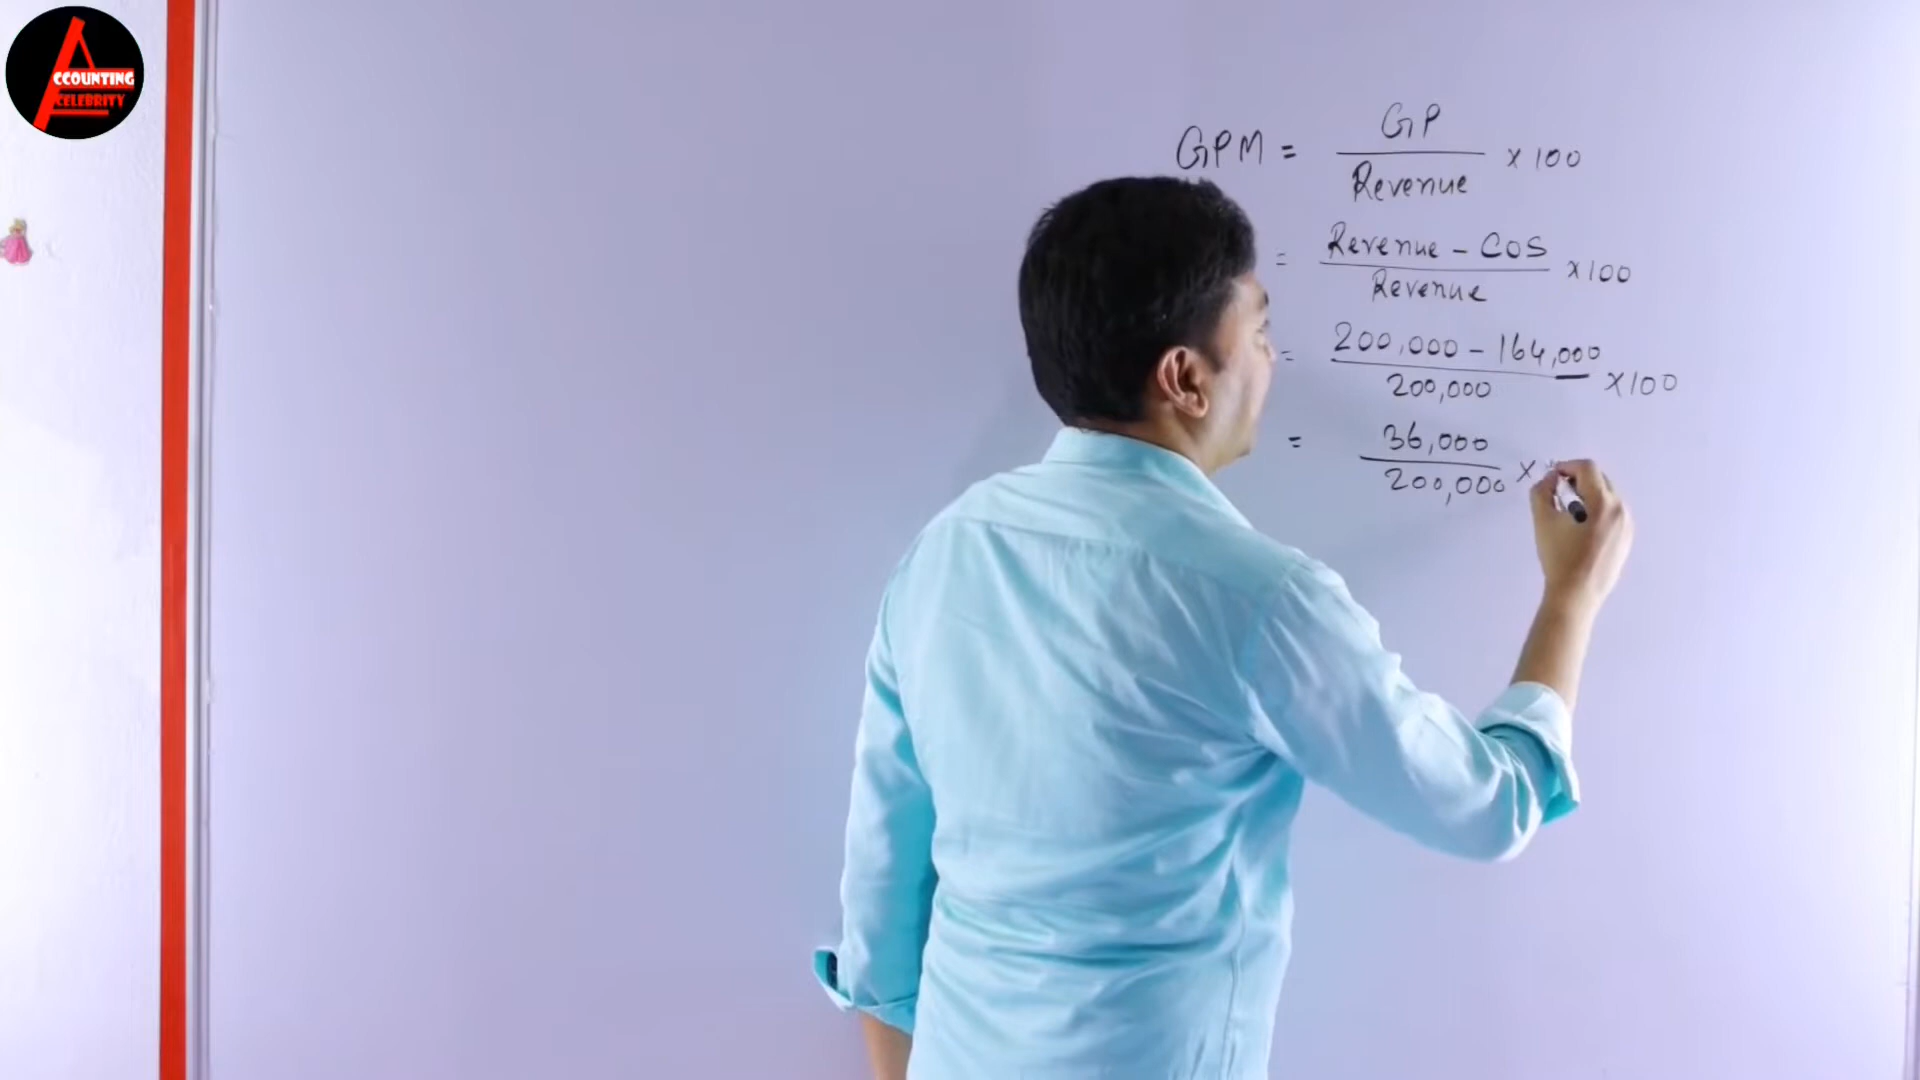 ACCOUNTING
CELEBRITY
GPM = GP / Revenue × 100
= Revenue - COS / Revenue × 100
= 200,000 - 164,000 / 200,000 × 100
= 36,000 / 200,000 ×